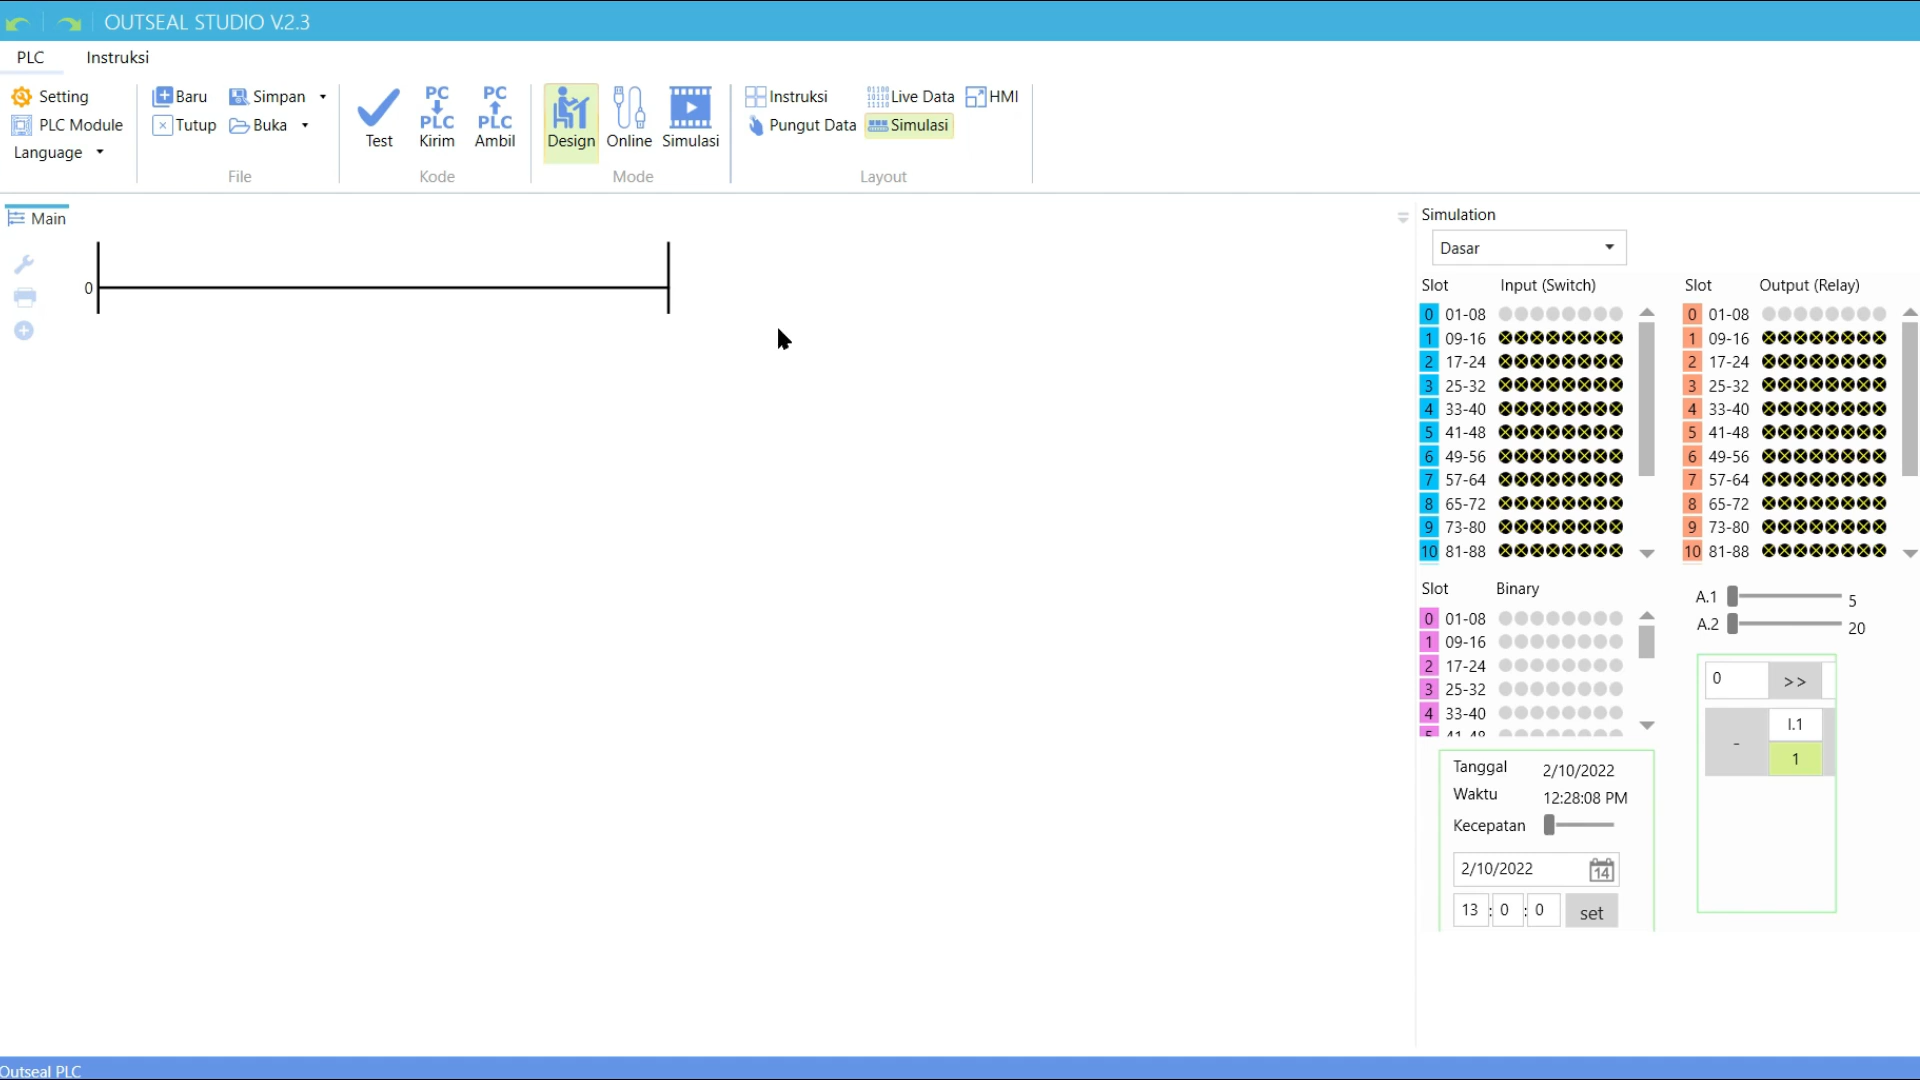 OUTSEAL STUDIO V.2.3
PLC Instruksi
Setting
PLC Module
Language
Baru Simpan
Tutup Buka
File
Test
PC PLC Kirim
PC PLC Ambil
Kode
Design Online Simulasi
Mode
Instruksi Live Data HMI
Pungut Data Simulasi
Layout
Main
0
Simulation
Dasar
Slot Input (Switch)
0 01-08
1 09-16
2 17-24
3 25-32
4 33-40
5 41-48
6 49-56
7 57-64
8 65-72
9 73-80
10 81-88
Slot Output (Relay)
0 01-08
1 09-16
2 17-24
3 25-32
4 33-40
5 41-48
6 49-56
7 57-64
8 65-72
9 73-80
10 81-88
Slot Binary
0 01-08
1 09-16
2 17-24
3 25-32
4 33-40
5 41-48
A.1 5
A.2 20
0 >>
- I.1
1
Tanggal 2/10/2022
Waktu 12:28:08 PM
Kecepatan
2/10/2022 14
13 : 0 : 0 set
Outseal PLC